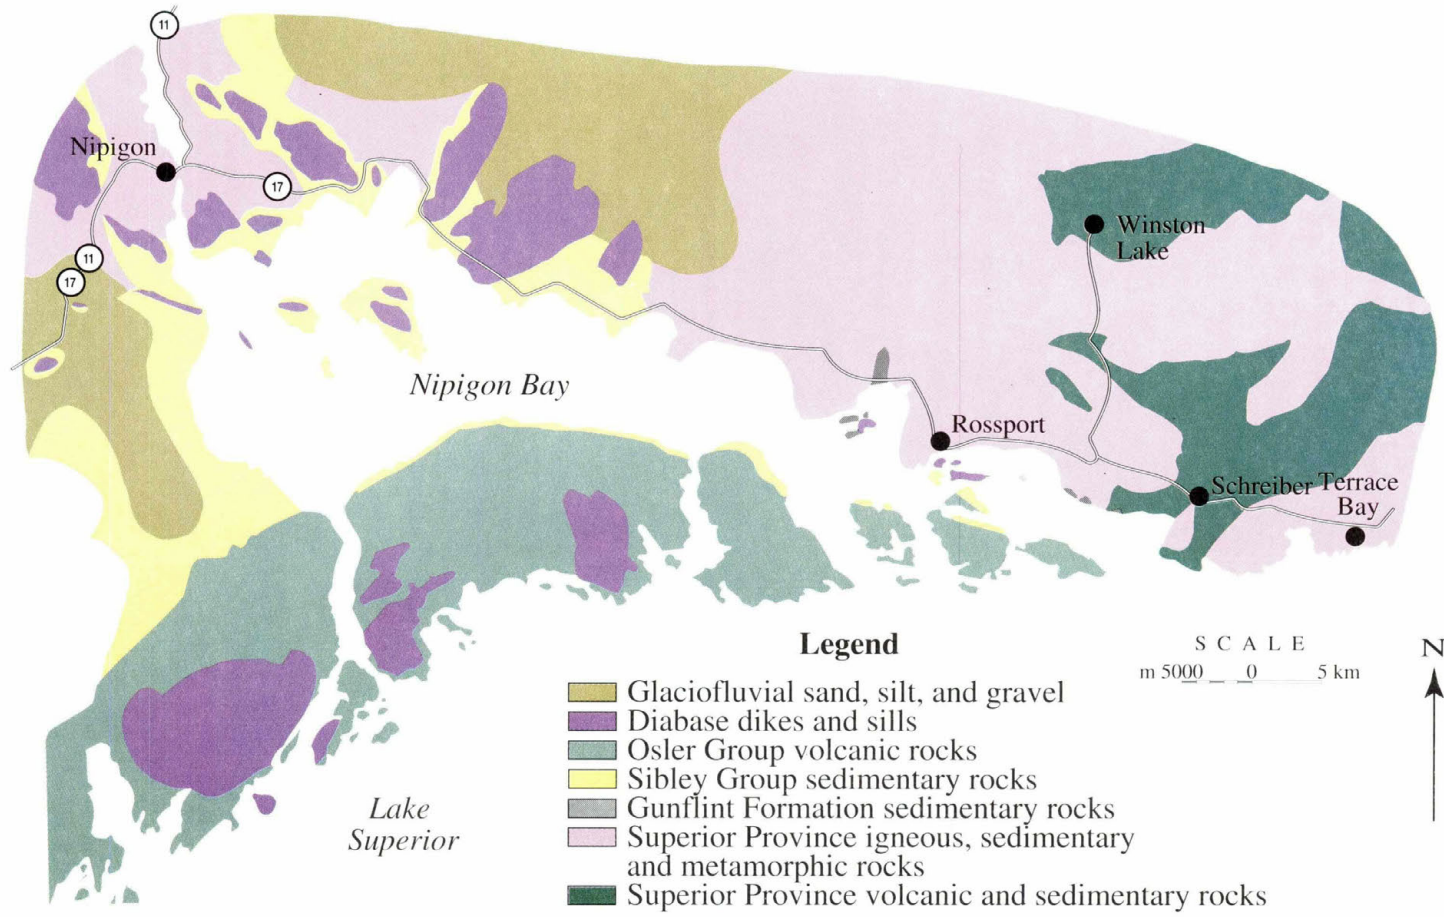 11
Nipigon
17
11
17
Winston
Lake
Nipigon Bay
Rossport
Schreiber
Terrace
Bay
Lake
Superior
Legend
Glaciofluvial sand, silt, and gravel
Diabase dikes and sills
Osler Group volcanic rocks
Sibley Group sedimentary rocks
Gunflint Formation sedimentary rocks
Superior Province igneous, sedimentary
and metamorphic rocks
Superior Province volcanic and sedimentary rocks
SCALE
m 5000 0 5 km
N